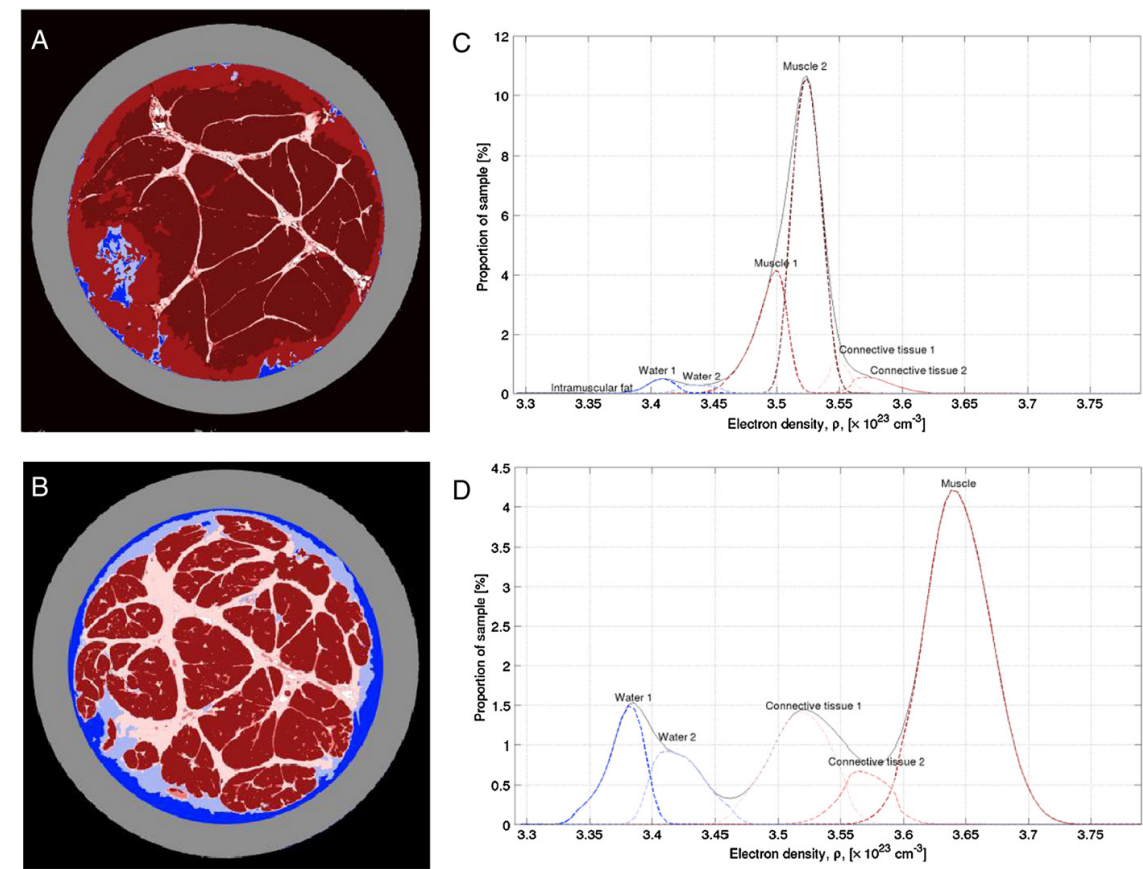 A
C
12
10
8
6
4
2
0
Proportion of sample [%]
Muscle 2
Muscle 1
Connective tissue 1
Connective tissue 2
Water 1
Water 2
Intramuscular fat
3.3 3.35 3.4 3.45 3.5 3.55 3.6 3.65 3.7 3.75
Electron density, ρ, [× 10²³ cm⁻³]
B
D
4.5
4
3.5
3
2.5
2
1.5
1
0.5
0
Proportion of sample [%]
Muscle
Water 1
Connective tissue 1
Water 2
Connective tissue 2
3.3 3.35 3.4 3.45 3.5 3.55 3.6 3.65 3.7 3.75
Electron density, ρ, [× 10²³ cm⁻³]